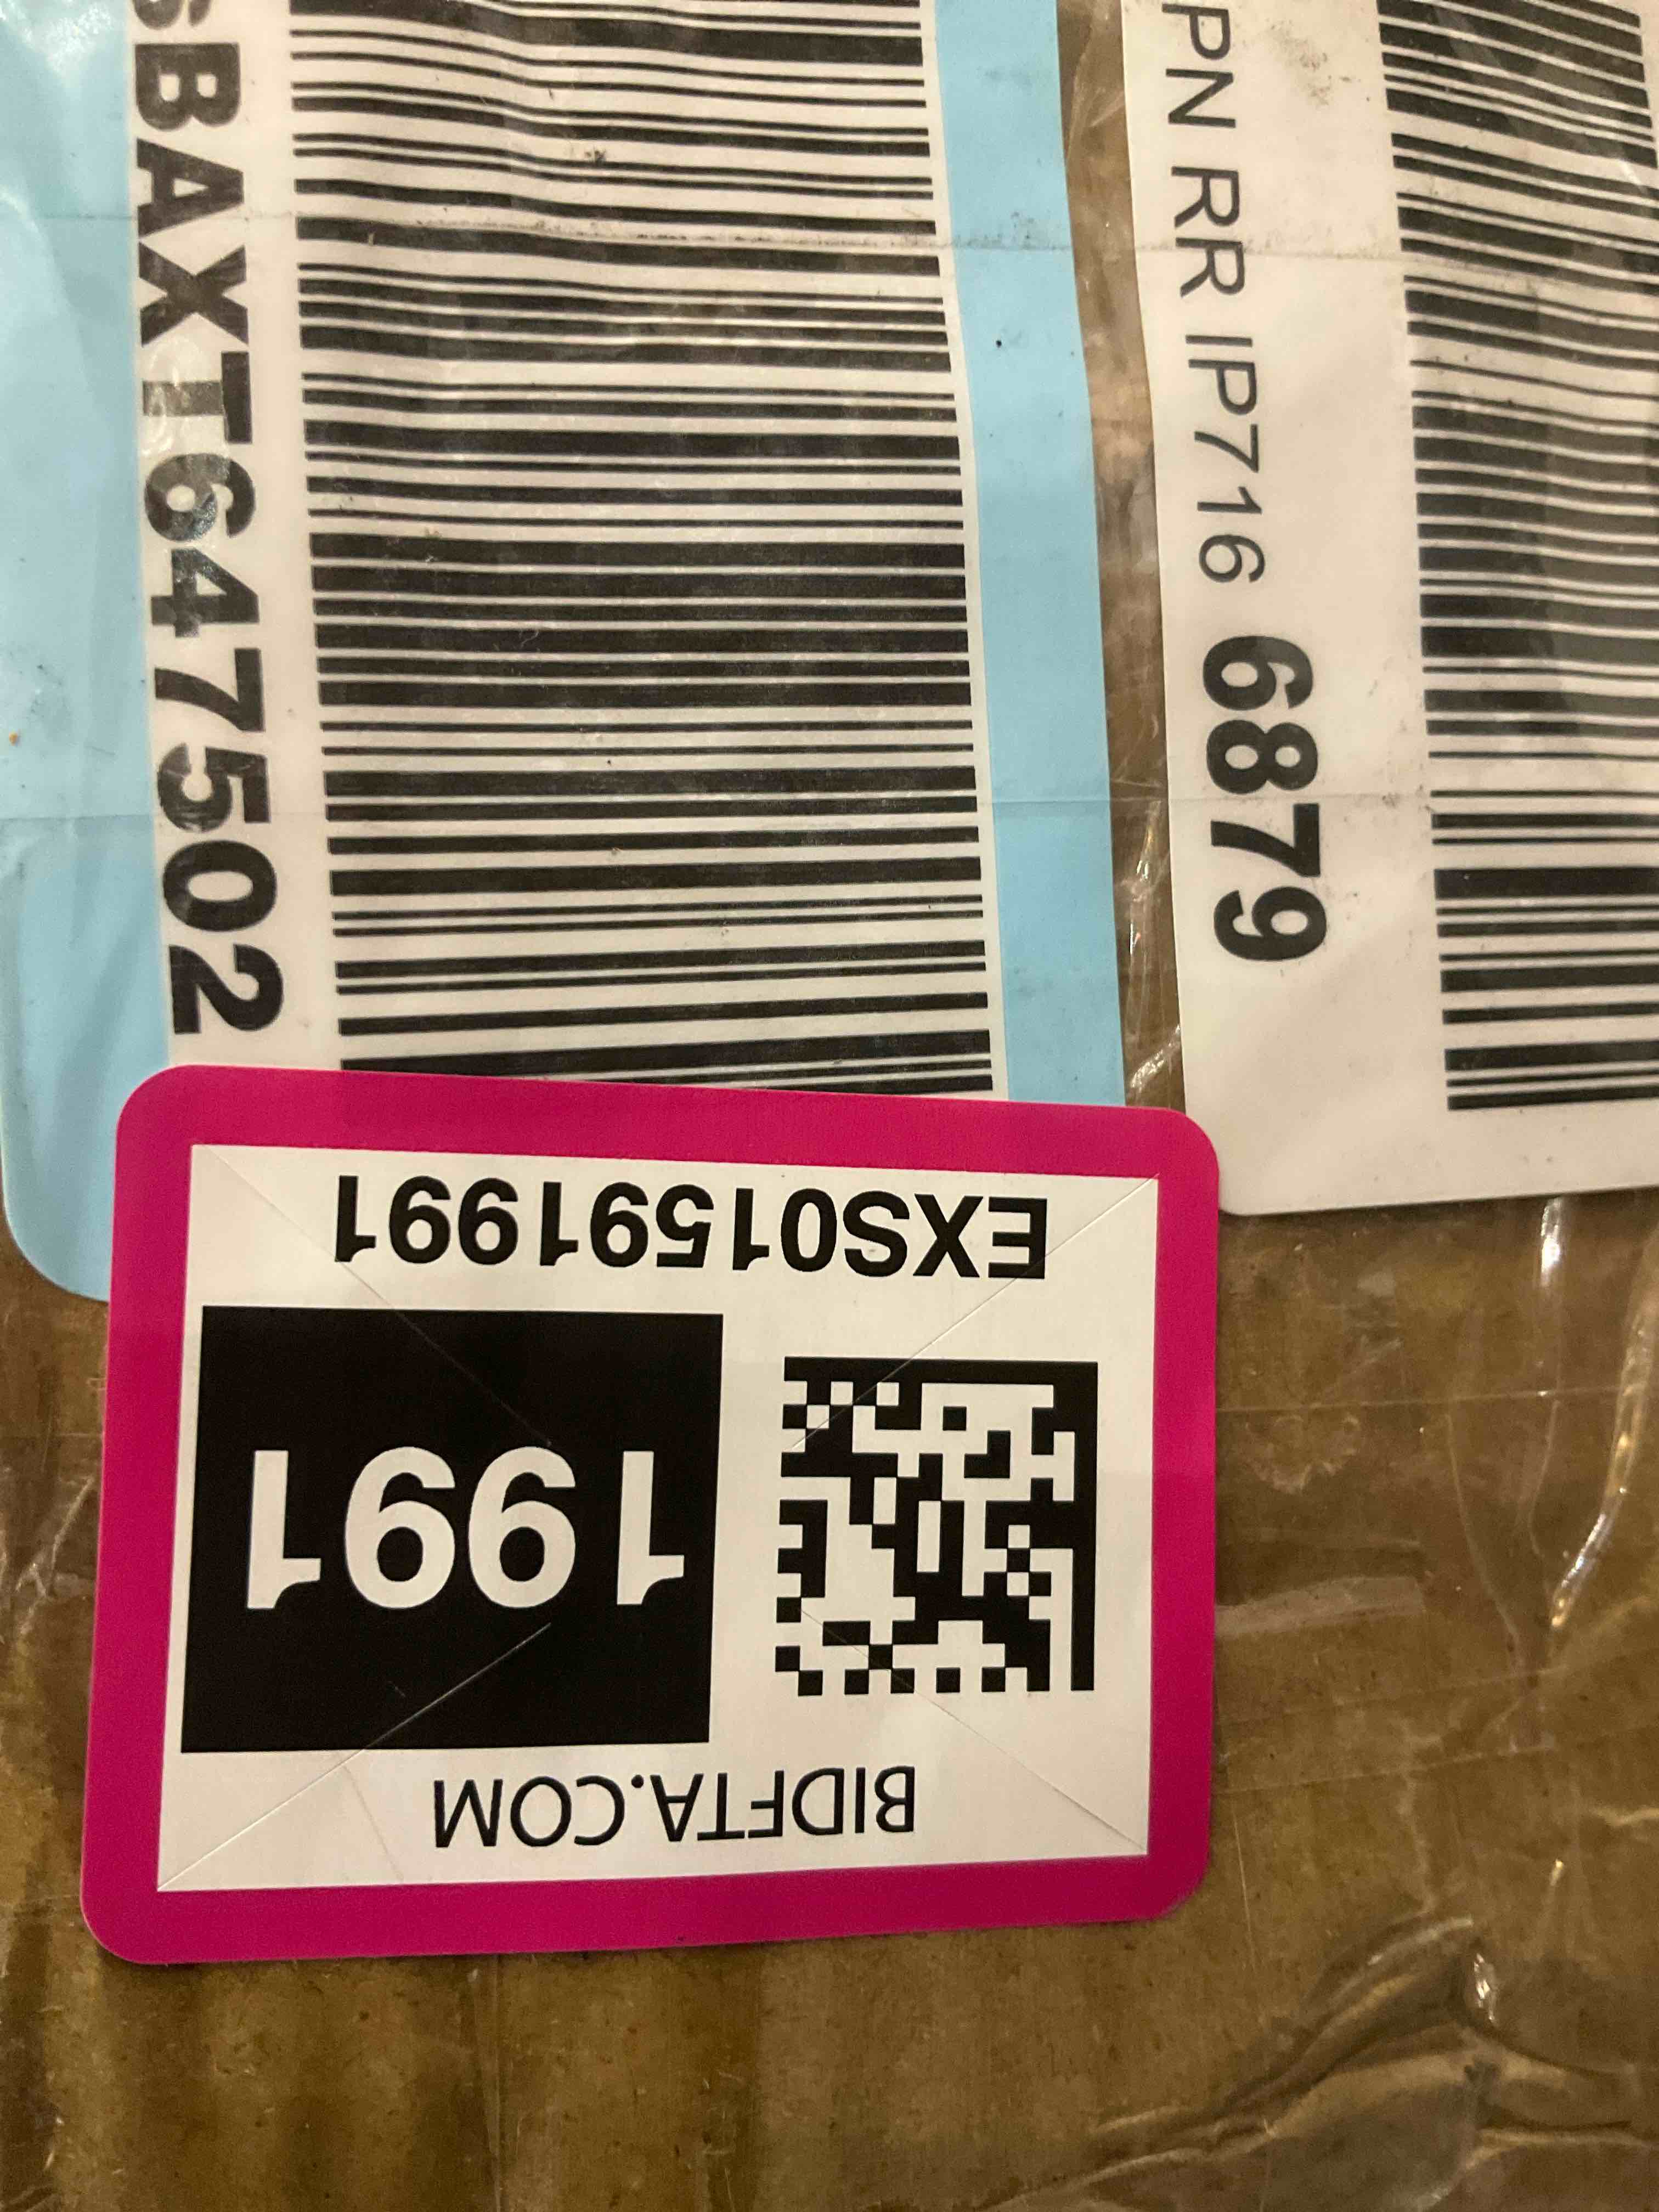 SBAXT647502
PN RR IP716 6879
EXS01591991
1991
BIDFTA.COM